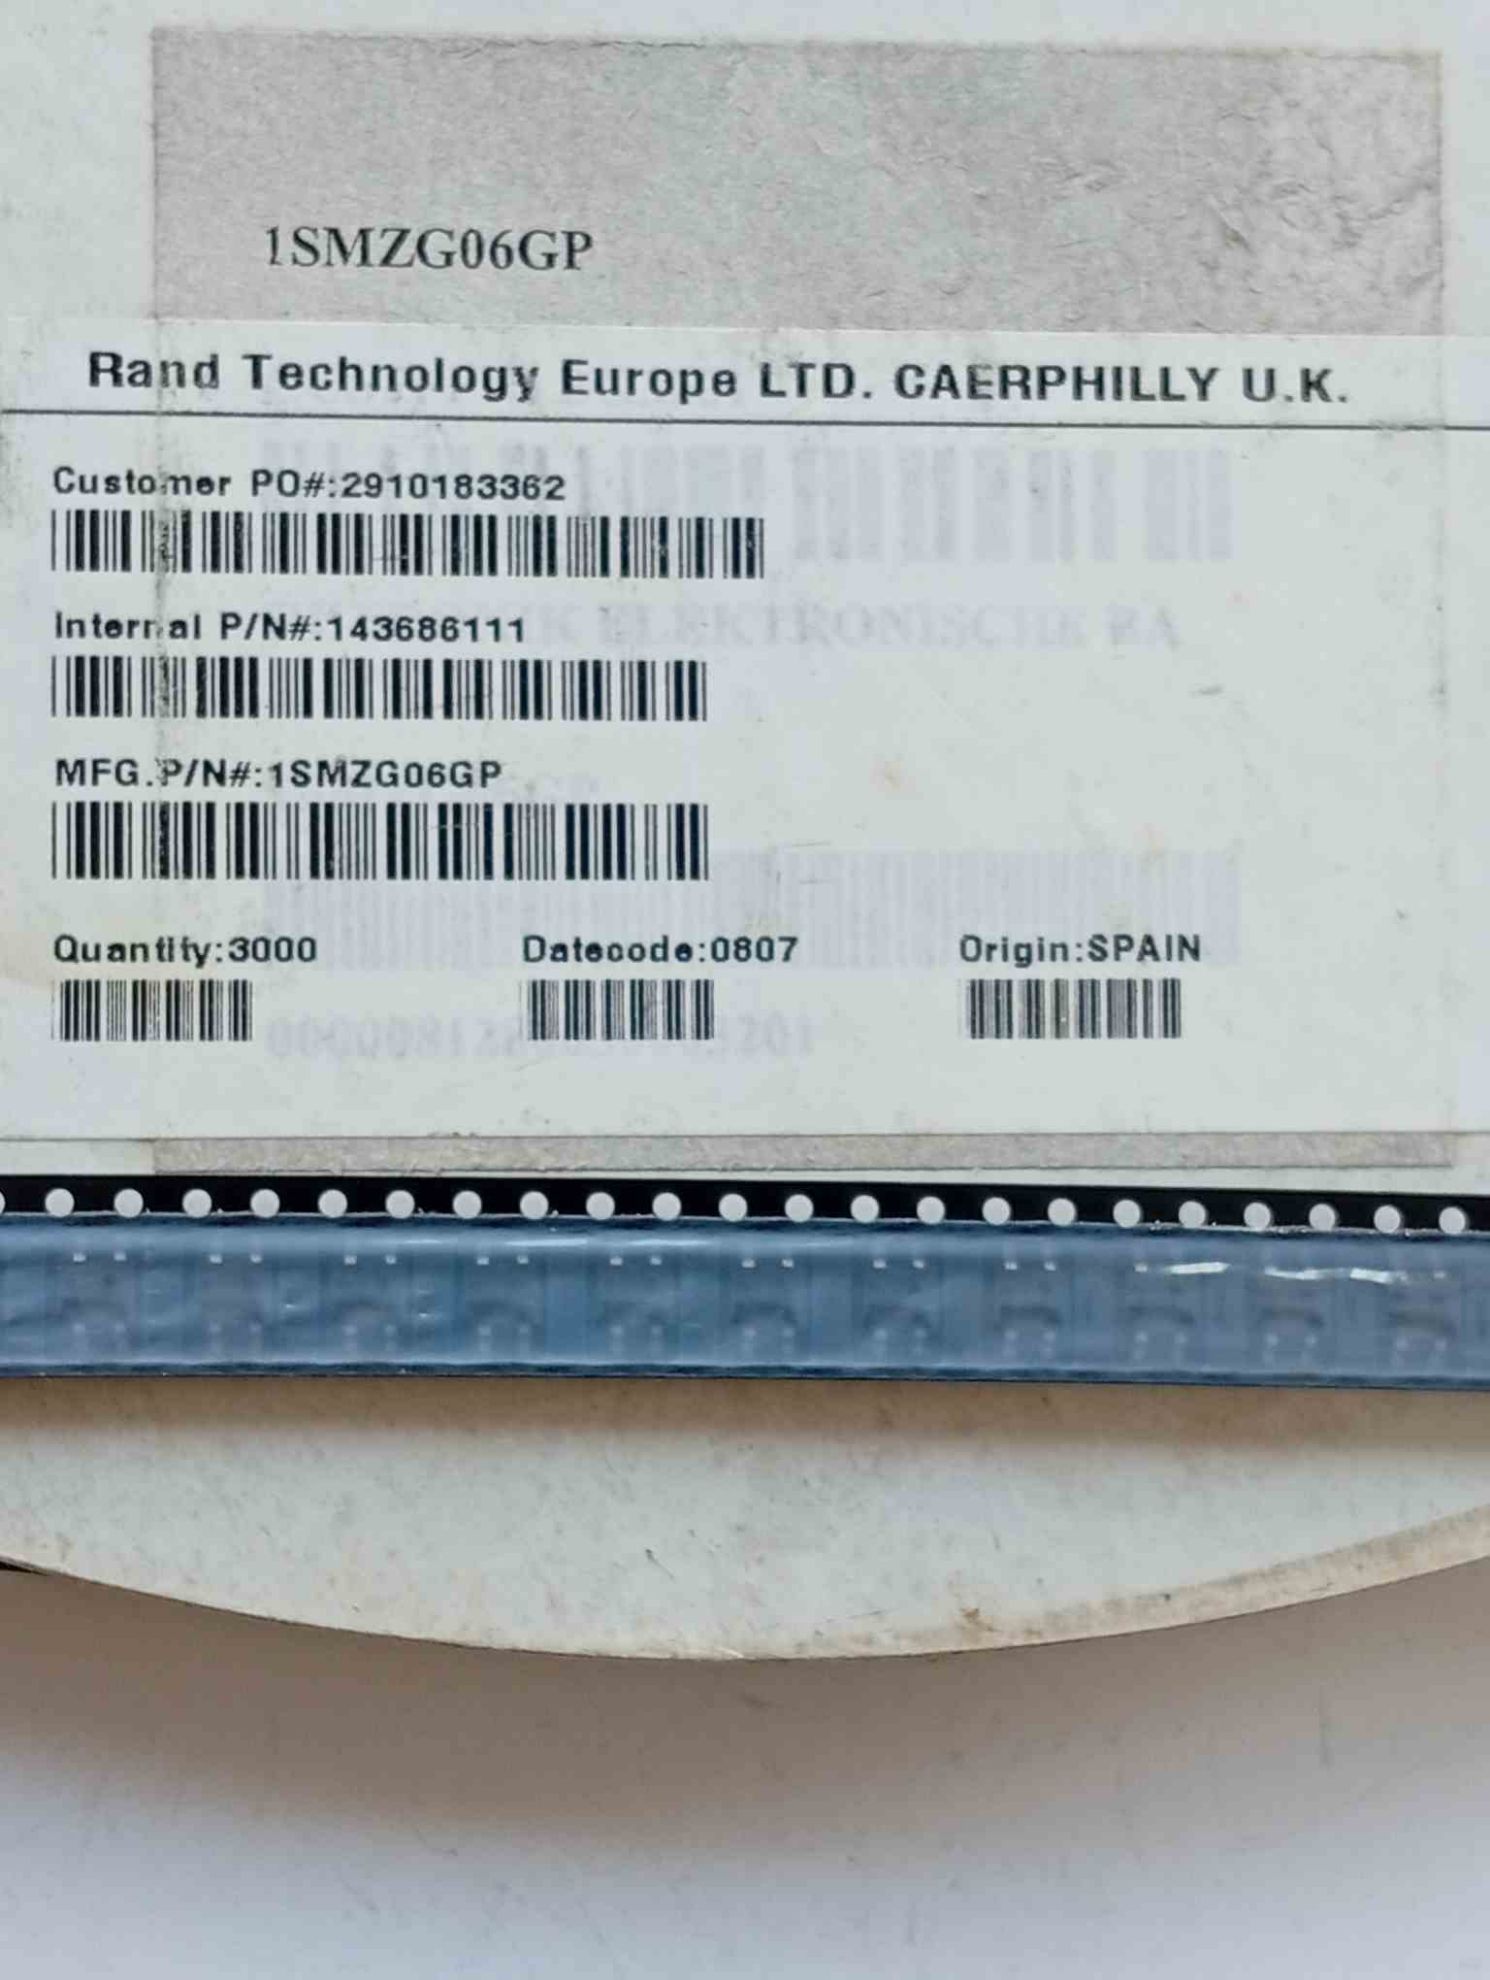 1SMZG06GP
Rand Technology Europe LTD. CAERPHILLY U.K.
Customer PO#:2910183362
Internal P/N#:143686111
ELEKTRONISCHE
MFG.P/N#:1SMZG06GP
Quantity:3000 Datecode:0807 Origin:SPAIN